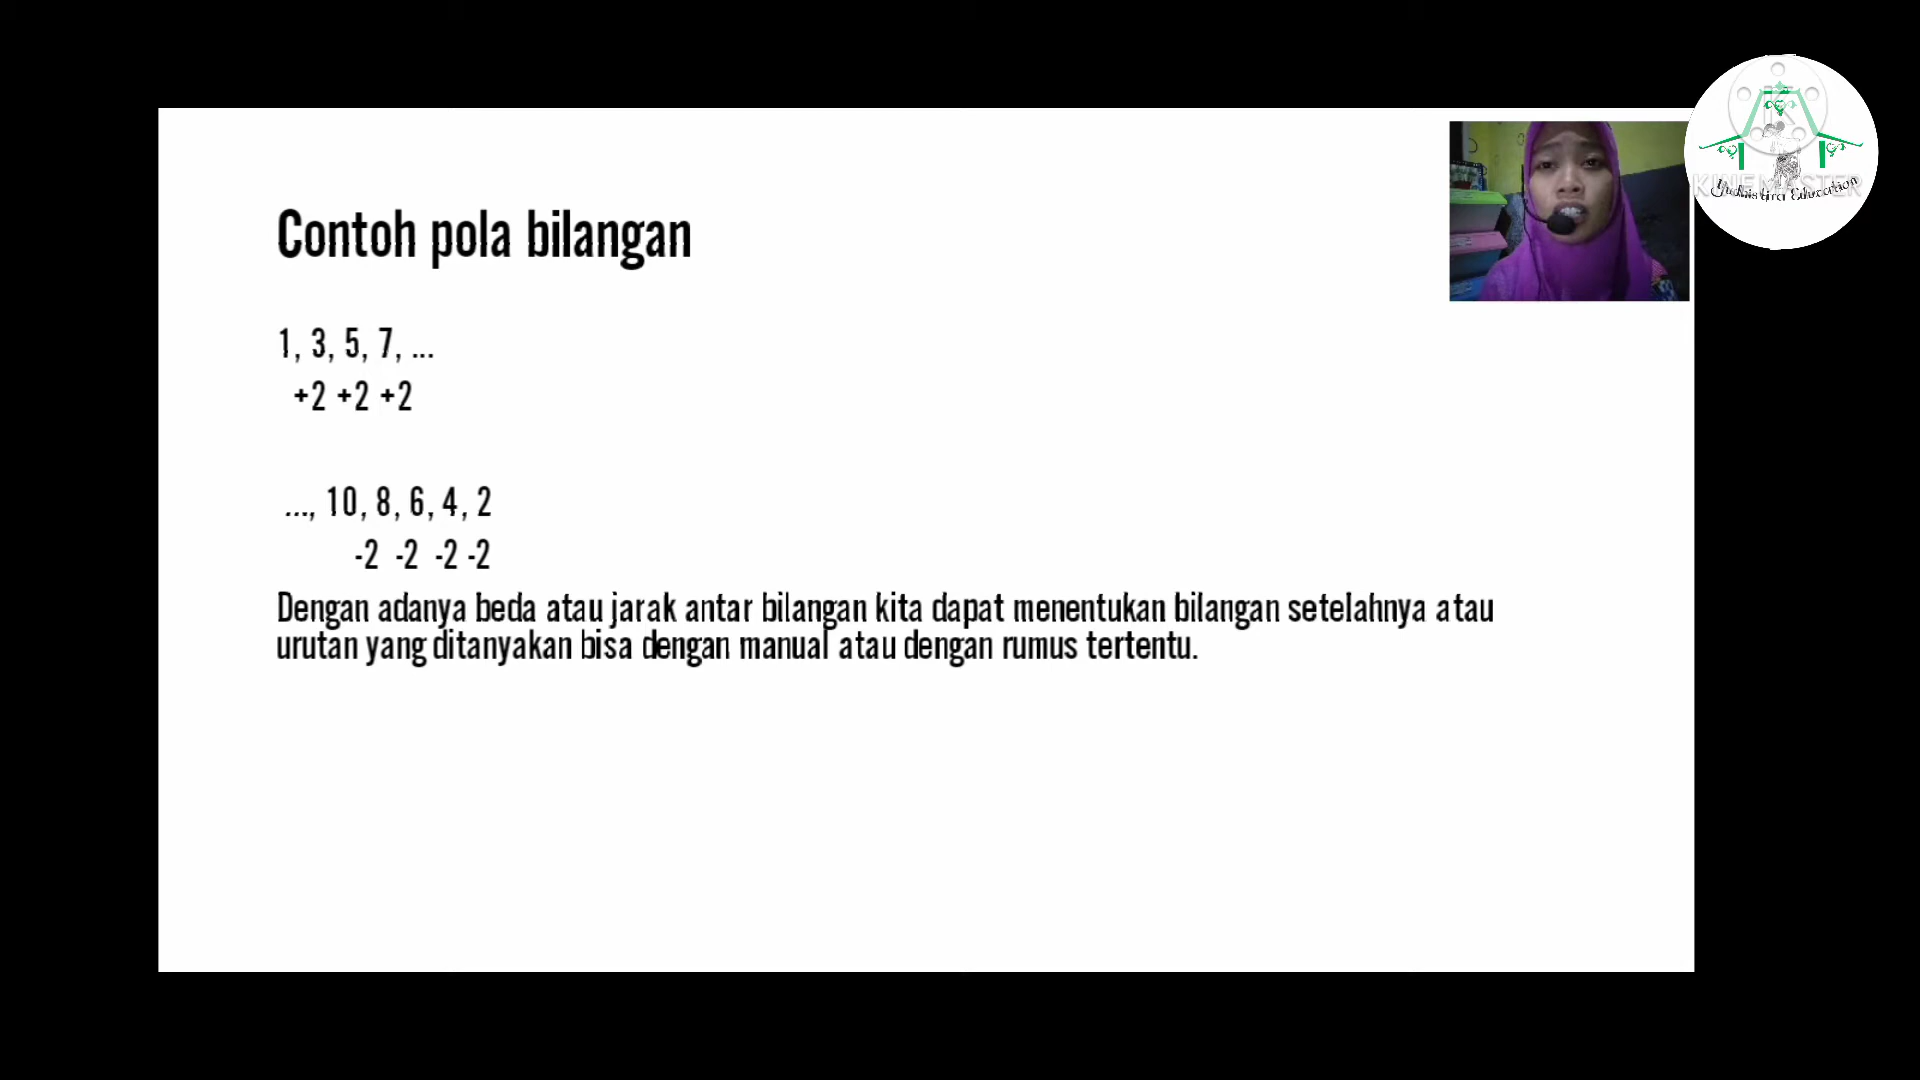 Contoh pola bilangan
1, 3, 5, 7, ...
+2 +2 +2
..., 10, 8, 6, 4, 2
-2 -2 -2 -2
Dengan adanya beda atau jarak antar bilangan kita dapat menentukan bilangan setelahnya atau
urutan yang ditanyakan bisa dengan manual atau dengan rumus tertentu.
KINEMASTER
Education